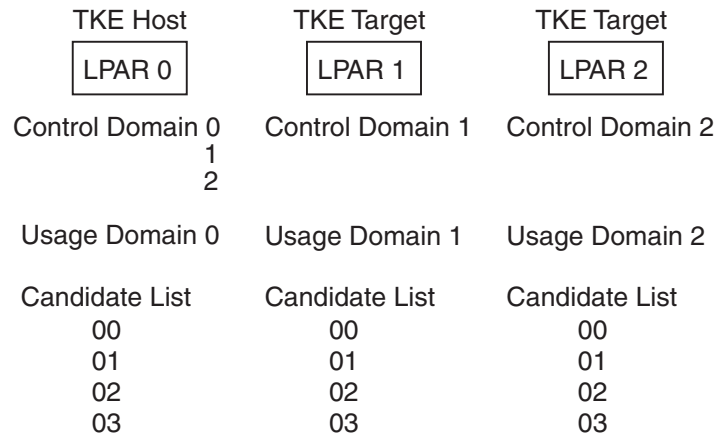 TKE Host TKE Target TKE Target
LPAR 0 LPAR 1 LPAR 2
Control Domain 0 Control Domain 1 Control Domain 2
1
2
Usage Domain 0 Usage Domain 1 Usage Domain 2
Candidate List Candidate List Candidate List
00 00 00
01 01 01
02 02 02
03 03 03